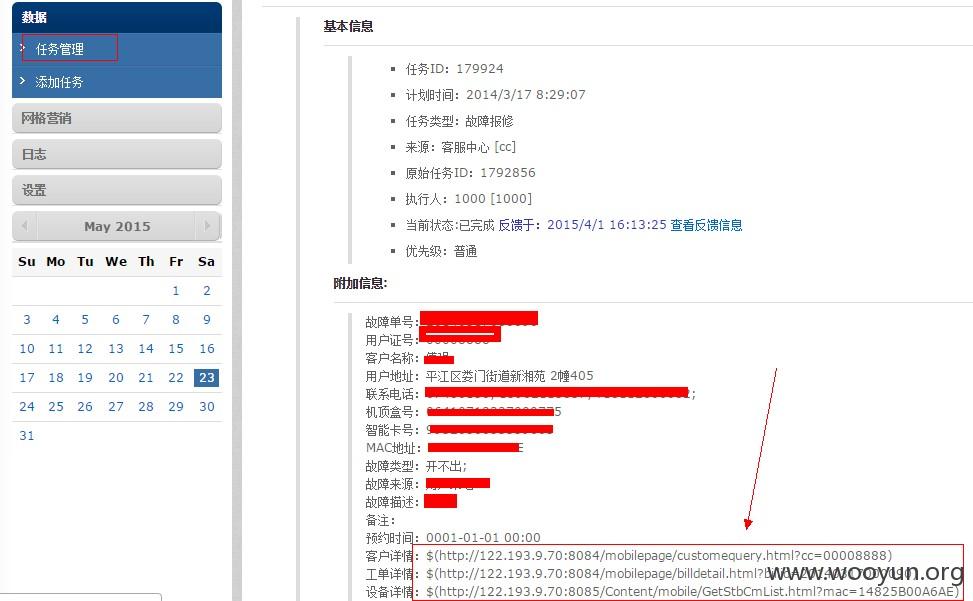 数据
任务管理
添加任务
网格营销
日志
设置
May 2015
Su Mo Tu We Th Fr Sa
1 2
3 4 5 6 7 8 9
10 11 12 13 14 15 16
17 18 19 20 21 22 23
24 25 26 27 28 29 30
31
基本信息
任务ID：179924
计划时间：2014/3/17 8:29:07
任务类型：故障报修
来源：客服中心 [cc]
原始任务ID：1792856
执行人：1000 [1000]
当前状态:已完成 反馈于：2015/4/1 16:13:25 查看反馈信息
优先级：普通
附加信息:
故障单号:
用户证号:
客户名称:
用户地址: 平江区娄门街道新湘苑 2幢405
联系电话:
机顶盒号:
智能卡号:
MAC地址:
故障类型: 开不出;
故障来源:
故障描述:
备注:
预约时间: 0001-01-01 00:00
客户详情: $(http://122.193.9.70:8084/mobilepage/customequery.html?cc=00008888)
工单详情: $(http://122.193.9.70:8084/mobilepage/billdetail.html?
www.wooyun.org
设备详情: $(http://122.193.9.70:8085/Content/mobile/GetStbCmList.html?mac=14825B00A6AE)